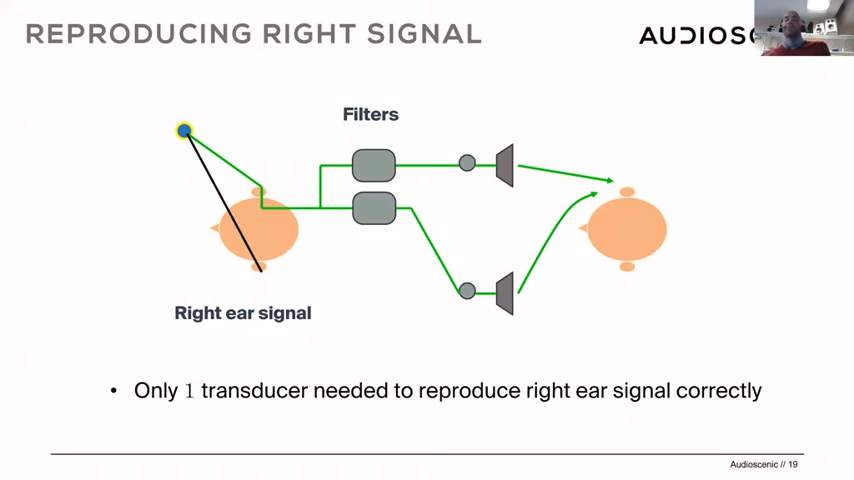 REPRODUCING RIGHT SIGNAL
AUDIOSC
Filters
Right ear signal
• Only 1 transducer needed to reproduce right ear signal correctly
Audioscenic // 19